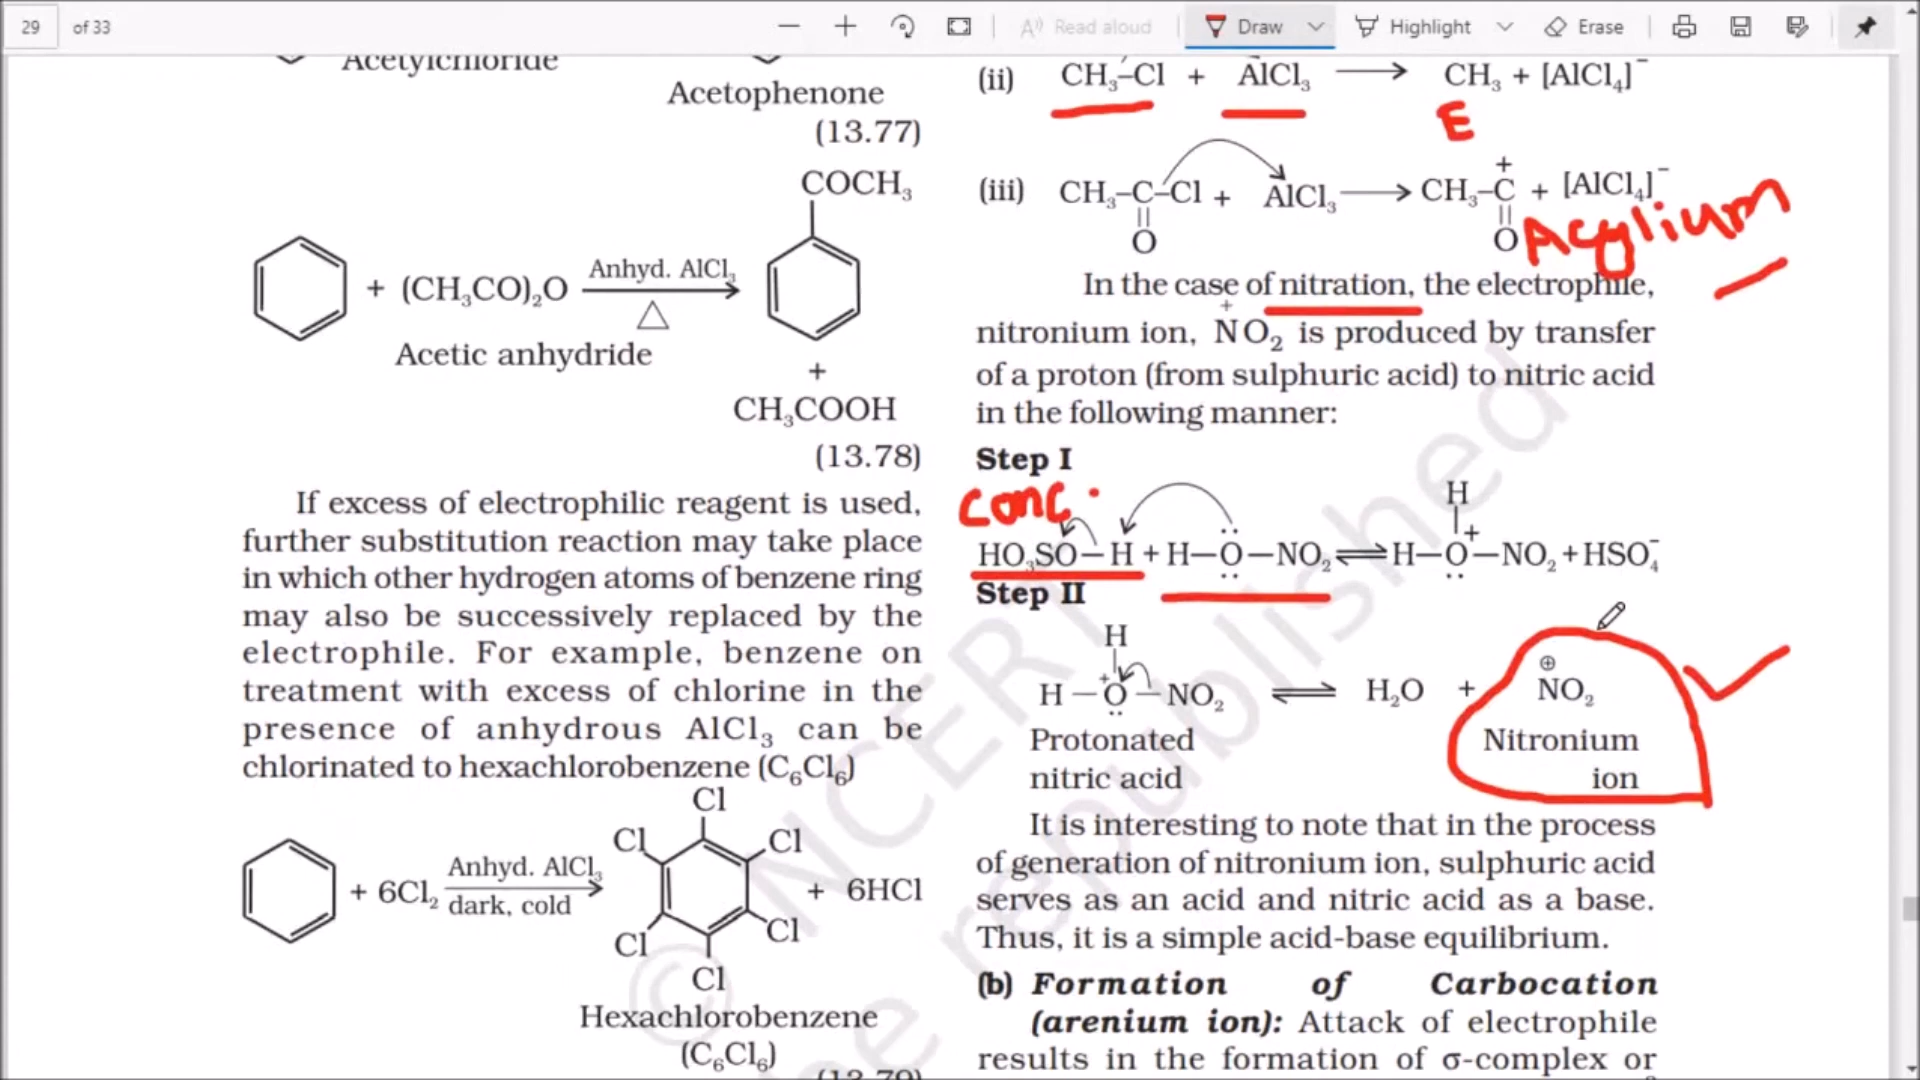 29 of 33
Read aloud Draw Highlight Erase
Acetylchloride
Acetophenone
(13.77)
COCH₃
+ (CH₃CO)₂O Anhyd. AlCl₃
△
Acetic anhydride
+
CH₃COOH
(13.78)
If excess of electrophilic reagent is used,
further substitution reaction may take place
in which other hydrogen atoms of benzene ring
may also be successively replaced by the
electrophile. For example, benzene on
treatment with excess of chlorine in the
presence of anhydrous AlCl₃ can be
chlorinated to hexachlorobenzene (C₆Cl₆)
Cl
Cl Cl
+ 6Cl₂ Anhyd. AlCl₃ + 6HCl
dark, cold
Cl Cl
Cl
Hexachlorobenzene
(C₆Cl₆)
(13.79)
(ii) CH₃–Cl + AlCl₃ ⟶ CH₃ + [AlCl₄]⁻
E
(iii) CH₃–C–Cl + AlCl₃ ⟶ CH₃–C⁺ + [AlCl₄]⁻
O O Acylium
In the case of nitration, the electrophile,
nitronium ion, N⁺O₂ is produced by transfer
of a proton (from sulphuric acid) to nitric acid
in the following manner:
Step I
conc.
H
HO₃SO–H + H–O–NO₂ ⇌ H–O⁺–NO₂ + HSO₄⁻
Step II
H
H–O⁺–NO₂ ⇌ H₂O + ⊕NO₂
Protonated Nitronium
nitric acid ion
It is interesting to note that in the process
of generation of nitronium ion, sulphuric acid
serves as an acid and nitric acid as a base.
Thus, it is a simple acid-base equilibrium.
(b) Formation of Carbocation
(arenium ion): Attack of electrophile
results in the formation of σ-complex or
© NCERT
republished